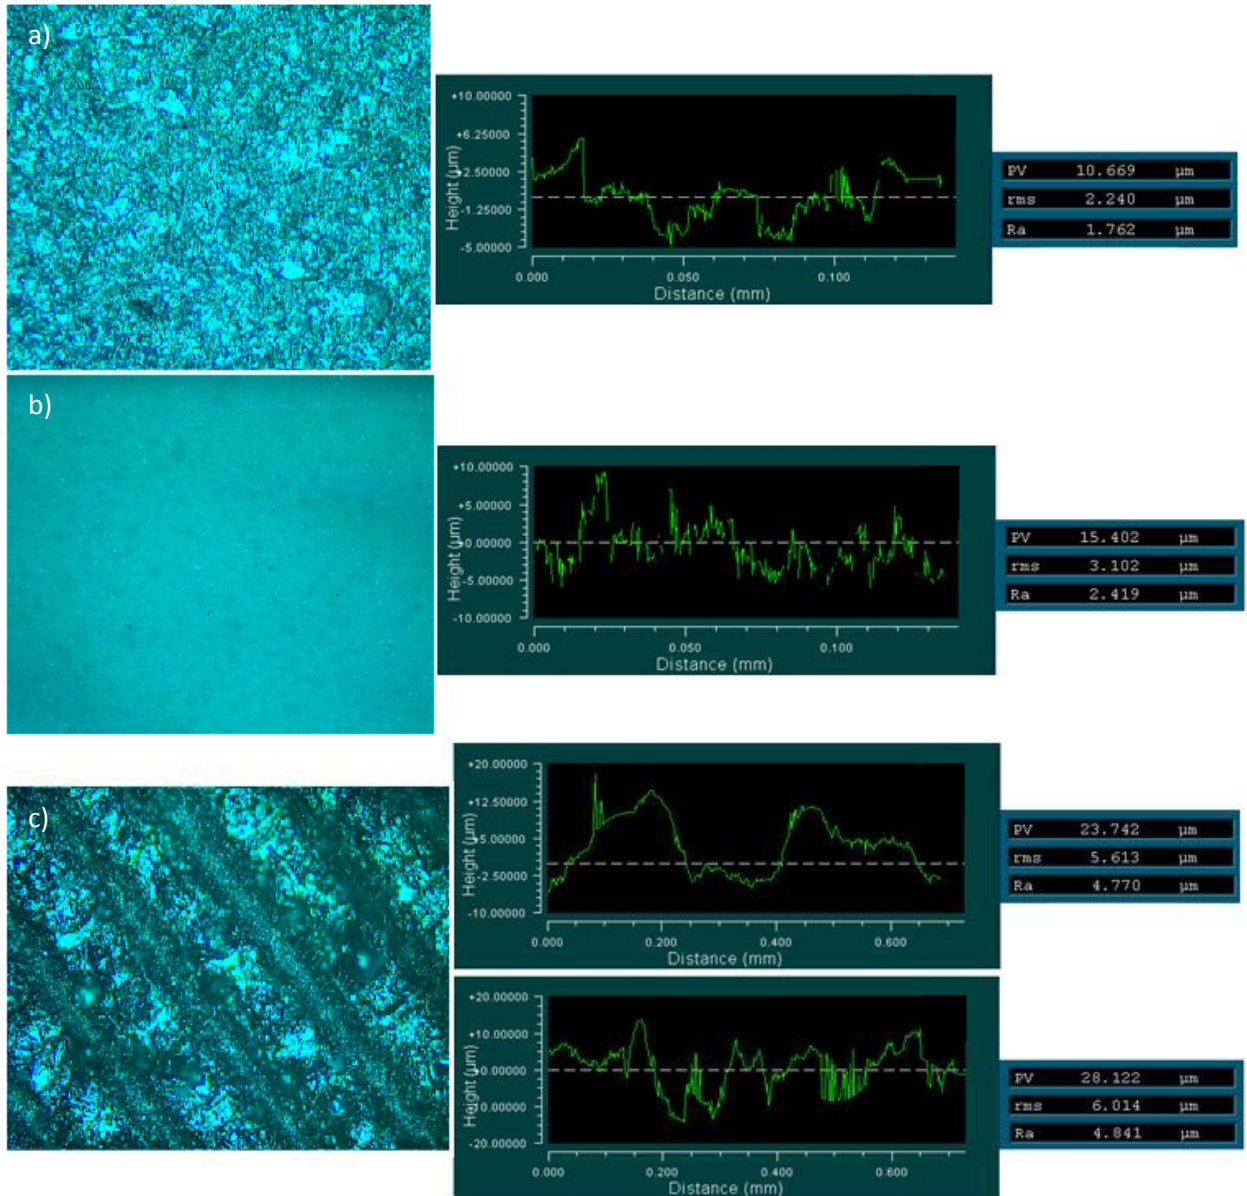 a)
+10.00000
+6.25000
+2.50000
-1.25000
-5.00000
Height (µm)
0.000 0.050 0.100
Distance (mm)
PV 10.669 µm
rms 2.240 µm
Ra 1.762 µm
b)
+10.00000
+5.00000
+0.00000
-5.00000
-10.00000
Height (µm)
0.000 0.050 0.100
Distance (mm)
PV 15.402 µm
rms 3.102 µm
Ra 2.419 µm
c)
+20.00000
+12.50000
+5.00000
-2.50000
-10.00000
Height (µm)
0.000 0.200 0.400 0.600
Distance (mm)
PV 23.742 µm
rms 5.613 µm
Ra 4.770 µm
+20.00000
+10.00000
+0.00000
-10.00000
-20.00000
Height (µm)
0.000 0.200 0.400 0.600
Distance (mm)
PV 28.122 µm
rms 6.014 µm
Ra 4.841 µm